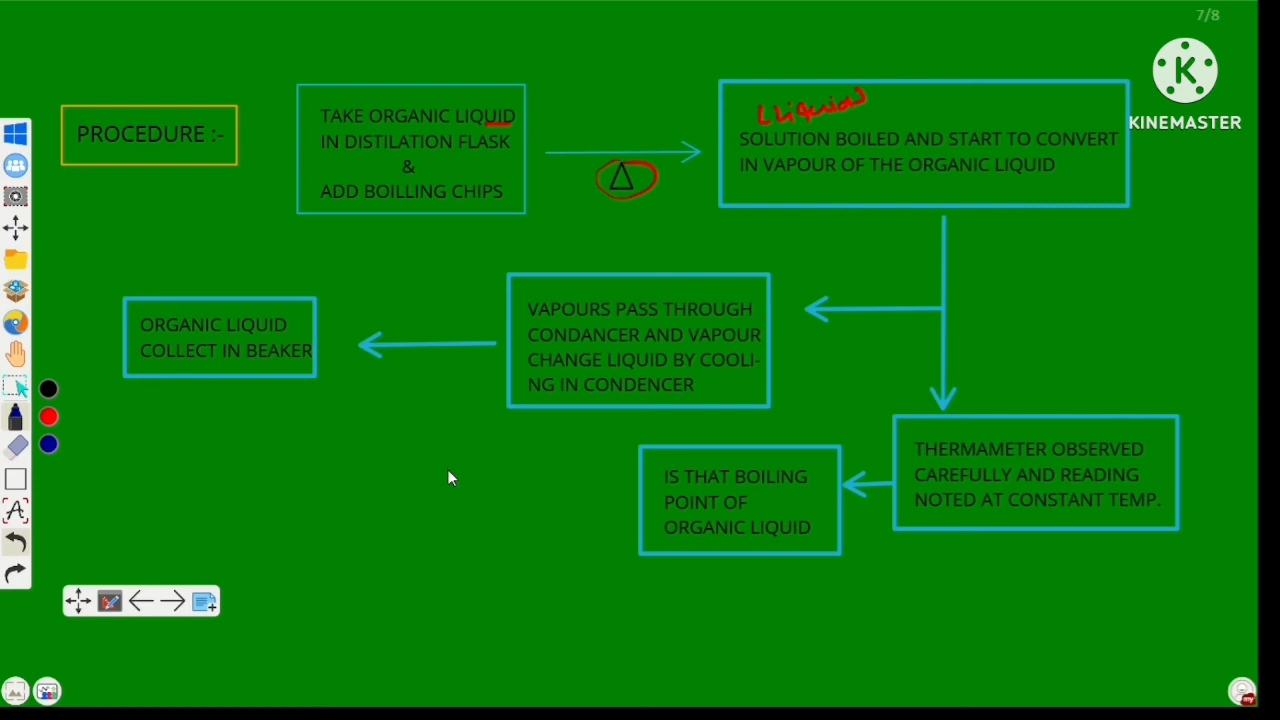 7/8
KINEMASTER
PROCEDURE :-
TAKE ORGANIC LIQUID
IN DISTILATION FLASK
&
ADD BOILLING CHIPS
Δ
(Liquid)
SOLUTION BOILED AND START TO CONVERT
IN VAPOUR OF THE ORGANIC LIQUID
VAPOURS PASS THROUGH
CONDANCER AND VAPOUR
CHANGE LIQUID BY COOLI-
NG IN CONDENCER
ORGANIC LIQUID
COLLECT IN BEAKER
THERMAMETER OBSERVED
CAREFULLY AND READING
NOTED AT CONSTANT TEMP.
IS THAT BOILING
POINT OF
ORGANIC LIQUID